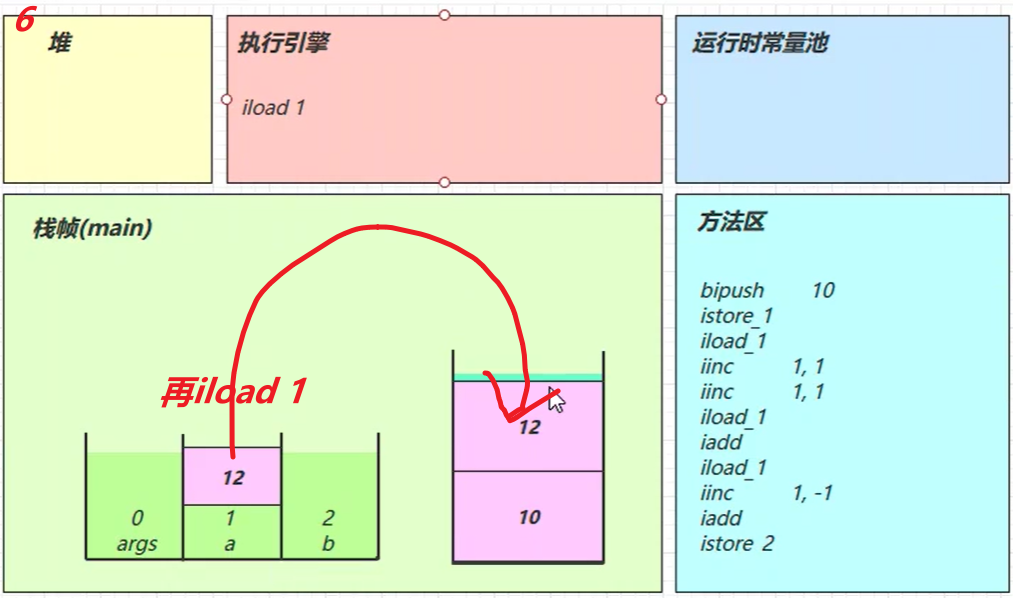 6
堆
执行引擎
iload 1
运行时常量池
栈帧(main)
再iload 1
12
0
args
1
a
2
b
12
10
方法区
bipush 10
istore_1
iload_1
iinc 1, 1
iinc 1, 1
iload_1
iadd
iload_1
iinc 1, -1
iadd
istore 2